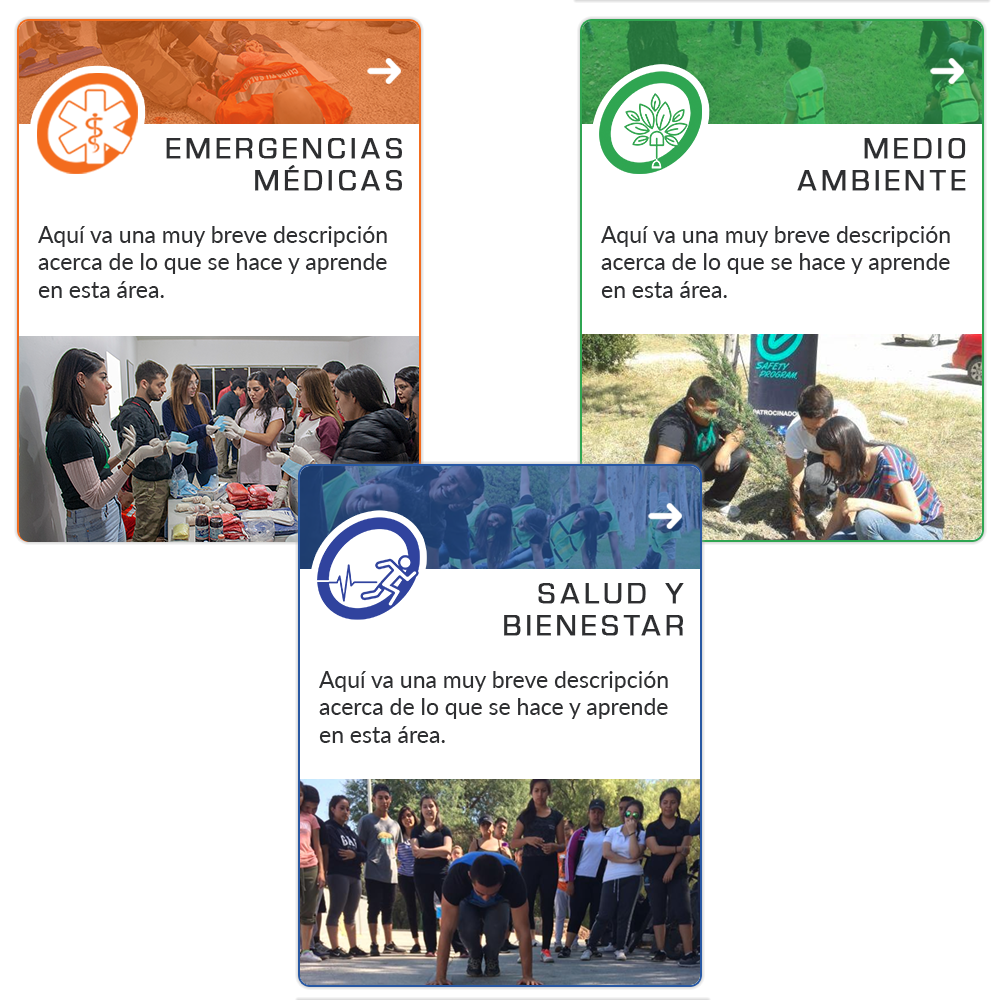 EMERGENCIAS
MÉDICAS
Aquí va una muy breve descripción
acerca de lo que se hace y aprende
en esta área.
MEDIO
AMBIENTE
Aquí va una muy breve descripción
acerca de lo que se hace y aprende
en esta área.
SAFETY
PROGRAM
PATROCINADO
SALUD Y
BIENESTAR
Aquí va una muy breve descripción
acerca de lo que se hace y aprende
en esta área.